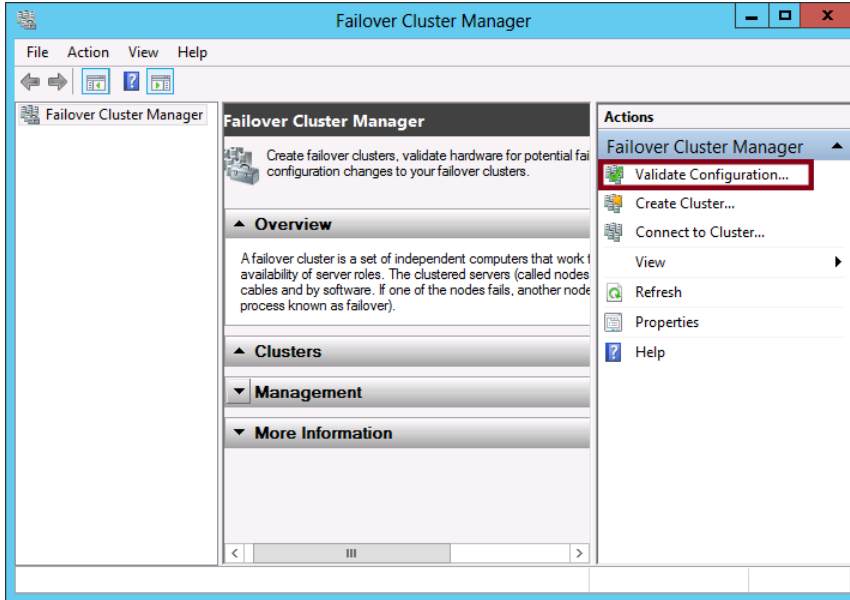 Failover Cluster Manager
File Action View Help
Failover Cluster Manager
Failover Cluster Manager
Create failover clusters, validate hardware for potential fai
configuration changes to your failover clusters.
Overview
A failover cluster is a set of independent computers that work t
availability of server roles. The clustered servers (called nodes
cables and by software. If one of the nodes fails, another node
process known as failover).
Clusters
Management
More Information
Actions
Failover Cluster Manager
Validate Configuration...
Create Cluster...
Connect to Cluster...
View
Refresh
Properties
Help